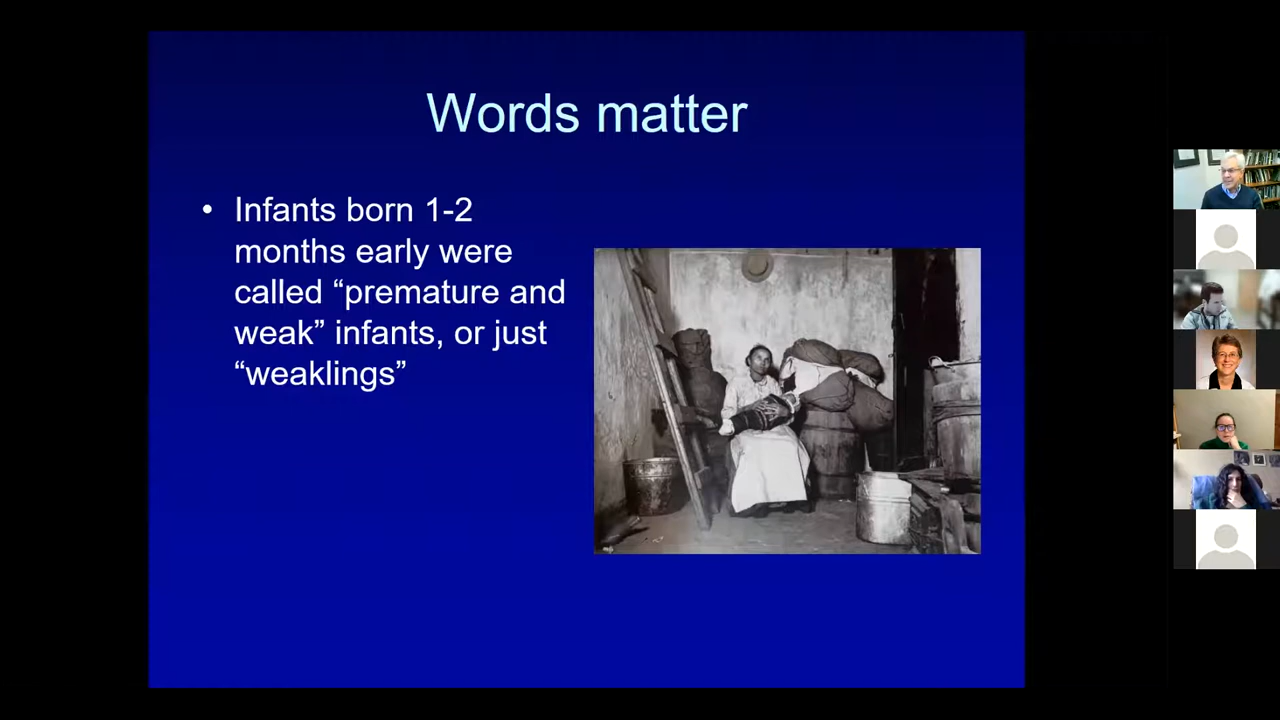 Words matter
• Infants born 1-2
months early were
called “premature and
weak” infants, or just
“weaklings”